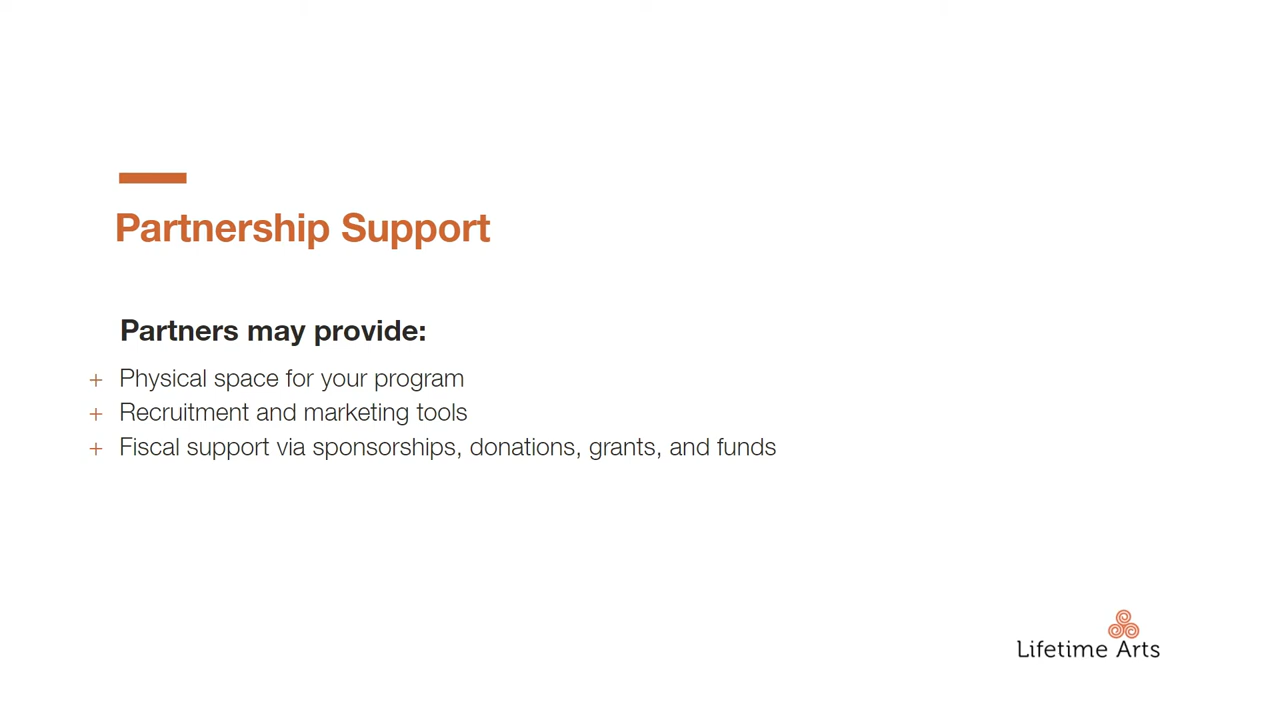 Partnership Support
Partners may provide:
+ Physical space for your program
+ Recruitment and marketing tools
+ Fiscal support via sponsorships, donations, grants, and funds
Lifetime Arts